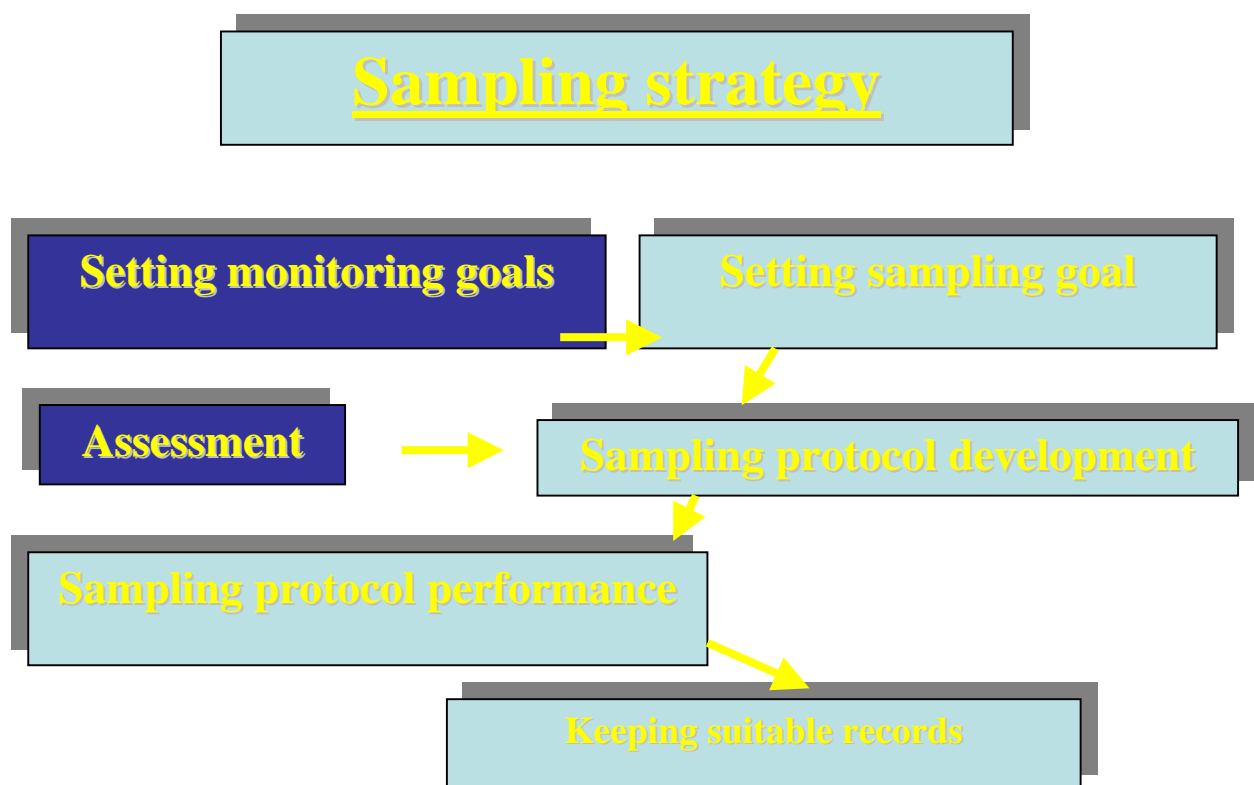 Sampling strategy
Setting monitoring goals
Setting sampling goal
Assessment
Sampling protocol development
Sampling protocol performance
Keeping suitable records